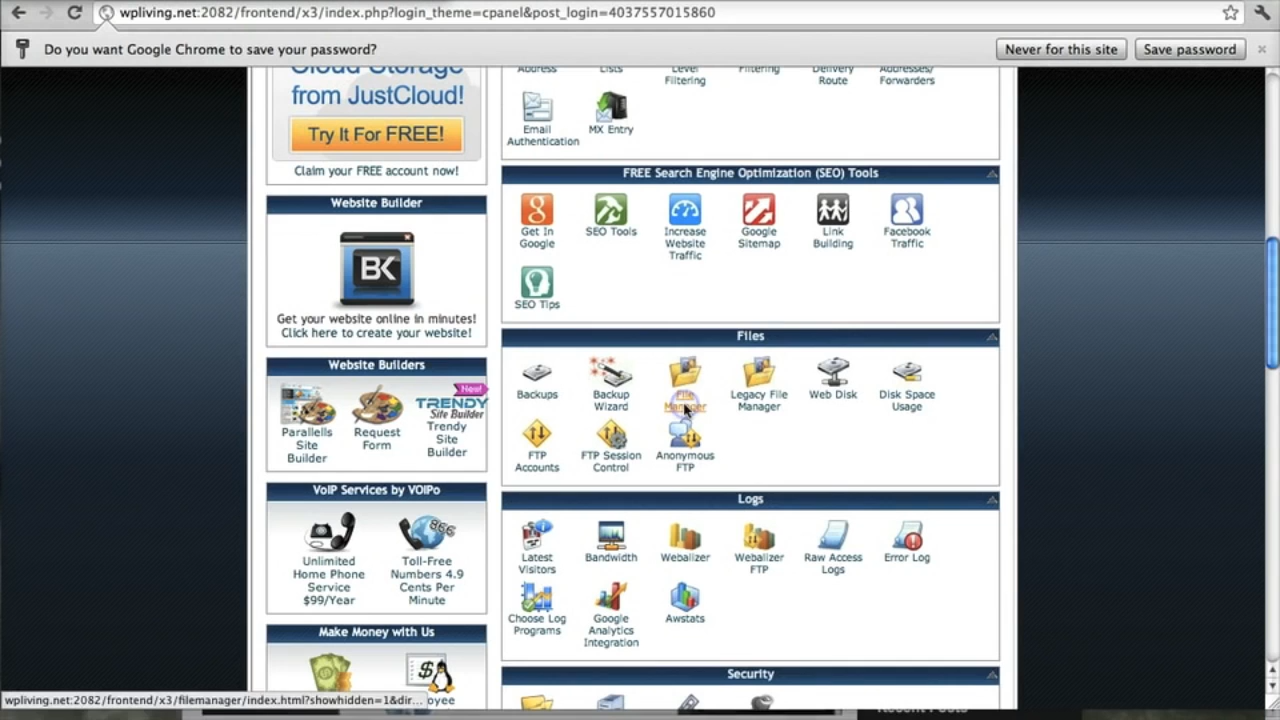 wpliving.net:2082/frontend/x3/index.php?login_theme=cpanel&post_login=4037557015860
Do you want Google Chrome to save your password?
Never for this site
Save password
Cloud Storage
from JustCloud!
Try It For FREE!
Claim your FREE account now!
Website Builder
BK
Get your website online in minutes!
Click here to create your website!
Website Builders
Parallells
Site
Builder
Request
Form
New!
TRENDY
Site Builder
Trendy
Site
Builder
VoIP Services by VOIPo
Unlimited
Home Phone
Service
$99/Year
866
Toll-Free
Numbers 4.9
Cents Per
Minute
Make Money with Us
$
Address
Lists
Level
Filtering
Filtering
Delivery
Route
Addresses/
Forwarders
Email
Authentication
MX Entry
FREE Search Engine Optimization (SEO) Tools
Get In
Google
SEO Tools
Increase
Website
Traffic
Google
Sitemap
Link
Building
Facebook
Traffic
SEO Tips
Files
Backups
Backup
Wizard
File
Manager
Legacy File
Manager
Web Disk
Disk Space
Usage
FTP
Accounts
FTP Session
Control
Anonymous
FTP
Logs
Latest
Visitors
Bandwidth
Webalizer
Webalizer
FTP
Raw Access
Logs
Error Log
Choose Log
Programs
Google
Analytics
Integration
Awstats
Security
wpliving.net:2082/frontend/x3/filemanager/index.html?showhidden=1&dir...